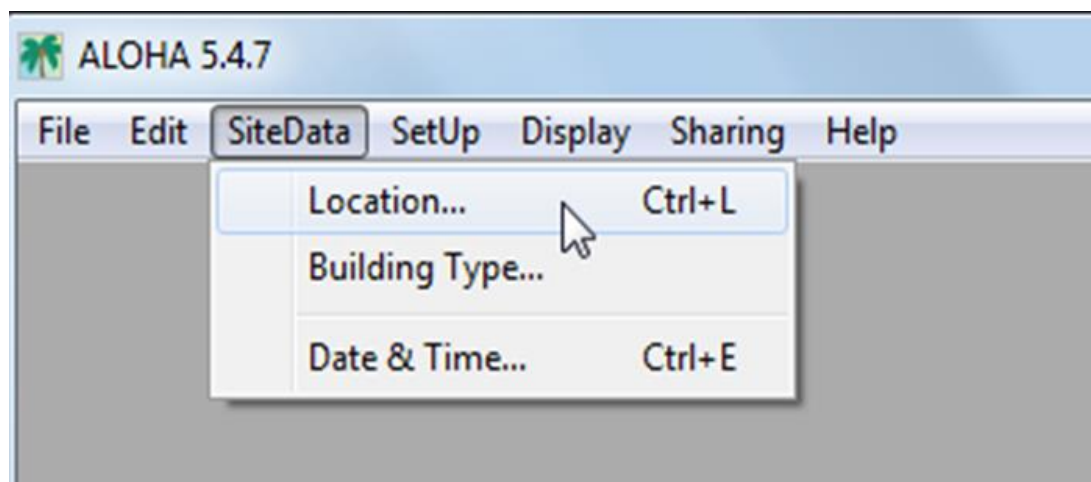 ALOHA 5.4.7
File Edit SiteData SetUp Display Sharing Help
Location... Ctrl+L
Building Type...
Date & Time... Ctrl+E